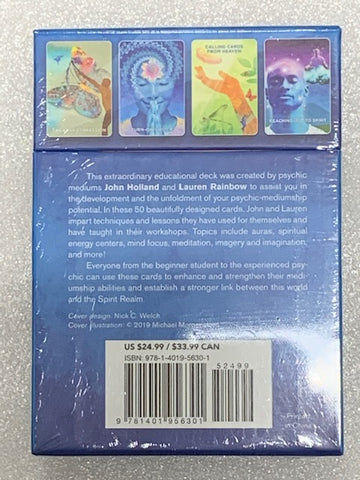 CALLING CARDS
FROM HEAVEN
This extraordinary educational deck was created by psychic
mediums John Holland and Lauren Rainbow to assist you in
the development and the unfoldment of your psychic-mediumship
potential. In these 50 beautifully designed cards, John and Lauren
impart techniques and lessons they have used for themselves and
have taught in their workshops. Topics include auras, spiritual
energy centers, mind focus, meditation, imagery and imagination,
and more!
Everyone from the beginner student to the experienced psy-
chic can use these cards to enhance and strengthen their medi-
umship abilities and establish a stronger link between this world
and the Spirit Realm.
Cover design: Nick C. Welch
Cover illustration: © 2019 Michael
US $24.99 / $33.99 CAN
ISBN: 978-1-4019-5630-1
52499
9 781401 956301
Printed
in China